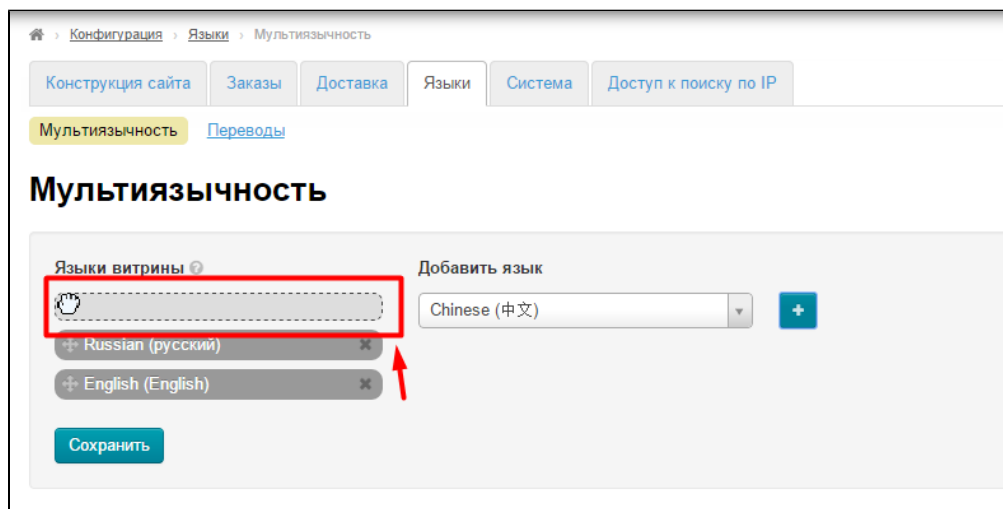 Конфигурация › Языки › Мультиязычность
Конструкция сайта Заказы Доставка Языки Система Доступ к поиску по IP
Мультиязычность Переводы
Мультиязычность
Языки витрины ? Добавить язык
Chinese (中文) +
Russian (русский)
English (English)
Сохранить